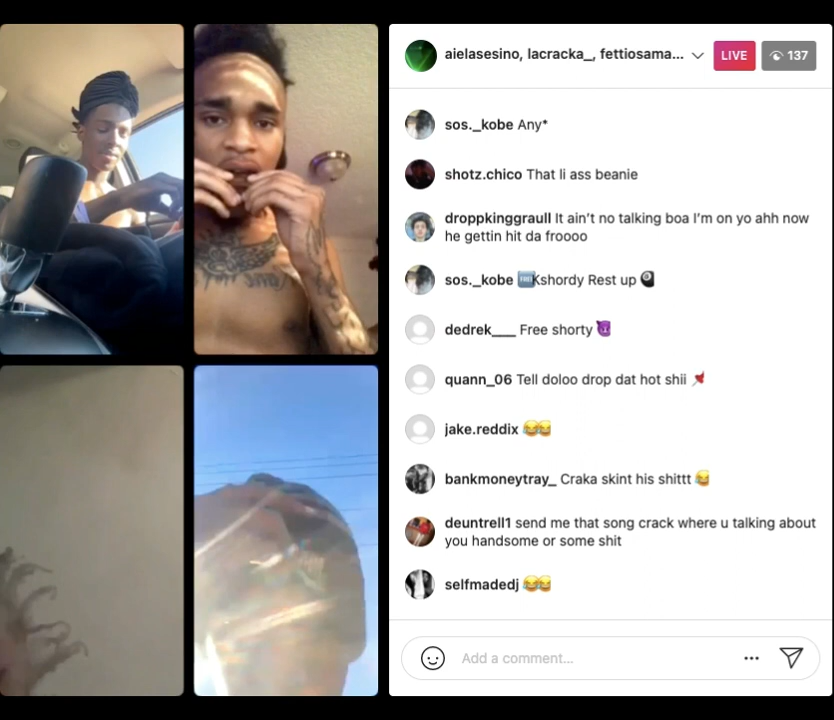 aielasesino, lacracka_, fettiosama...
LIVE
137
sos._kobe Any*
shotz.chico That li ass beanie
droppkinggraull It ain't no talking boa I'm on yo ahh now
he gettin hit da froooo
sos._kobe 🆓Kshordy Rest up 🎱
dedrek___ Free shorty 😈
quann_06 Tell doloo drop dat hot shii 📌
jake.reddix 😂😂
bankmoneytray_ Craka skint his shittt 😂
deuntrell1 send me that song crack where u talking about
you handsome or some shit
selfmadedj 😂😂
Add a comment...